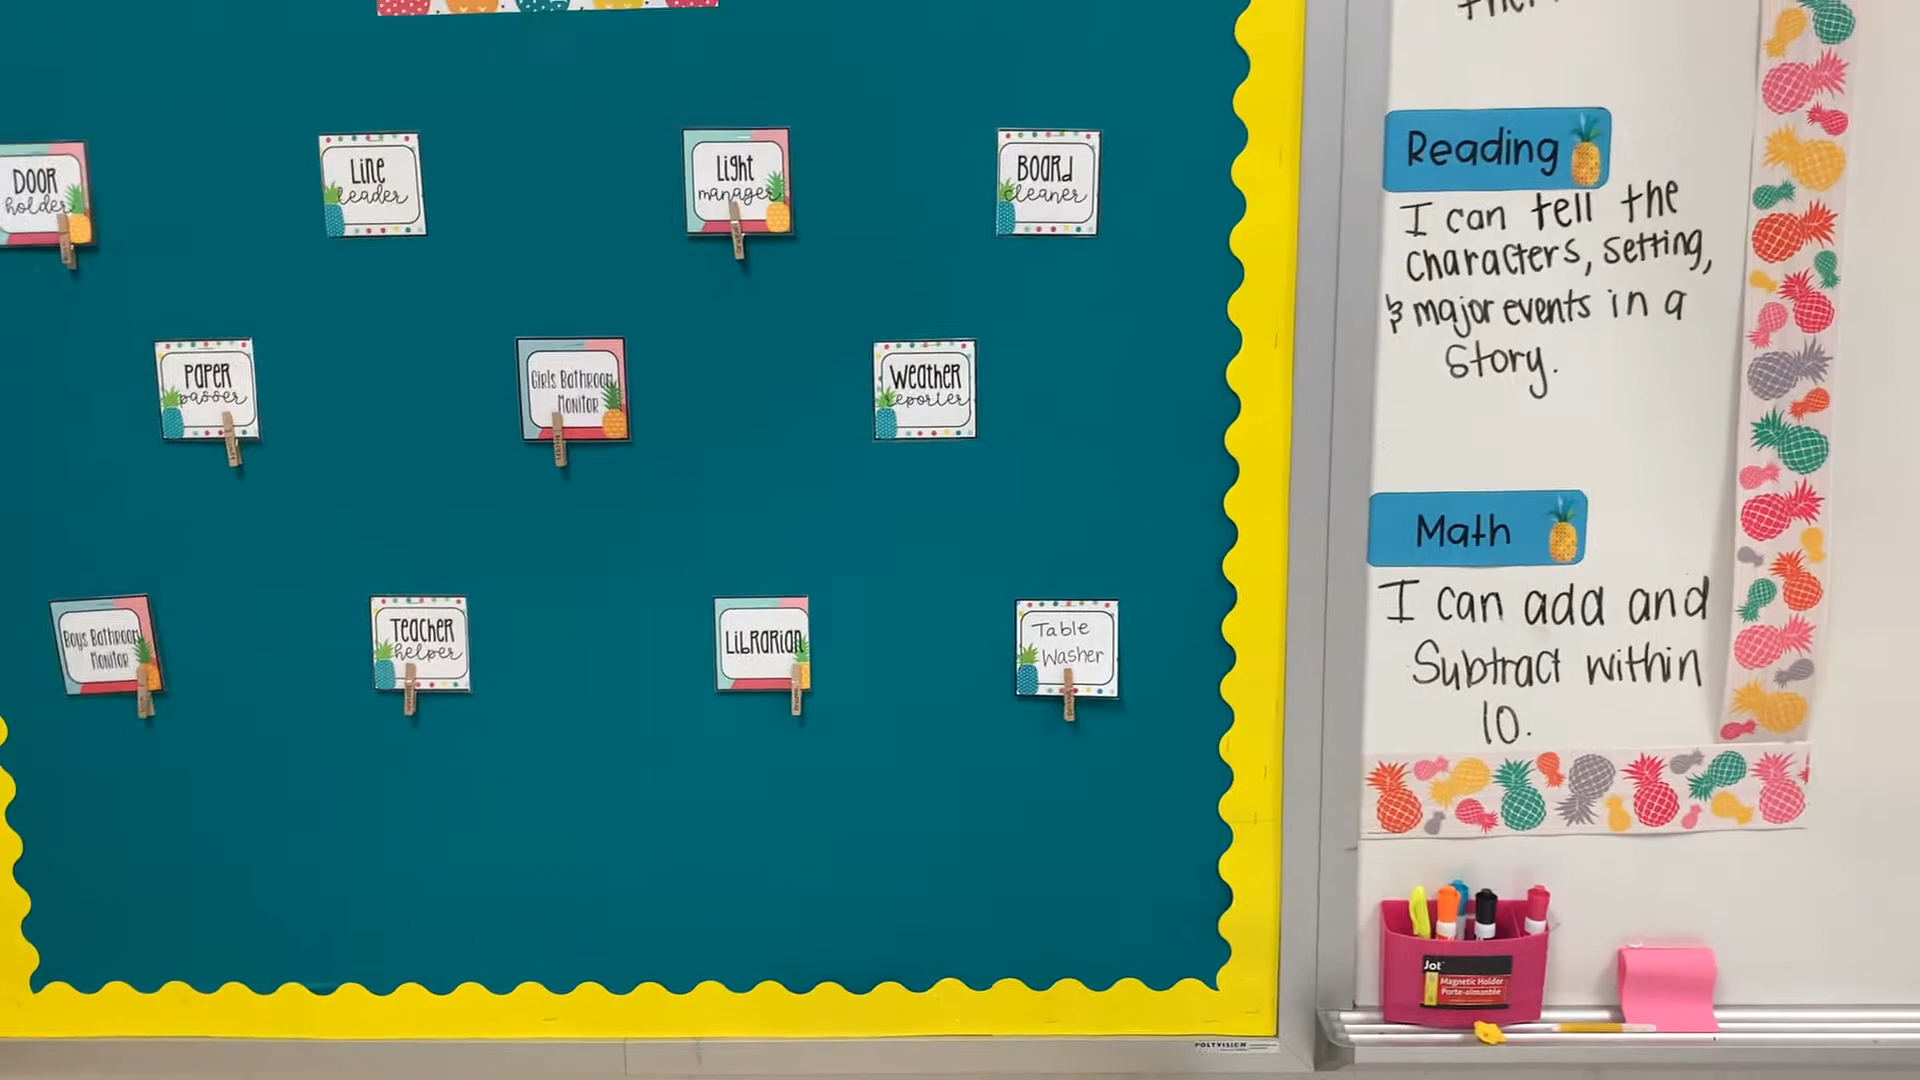 DOOR
holder
Line
leader
Light
manager
BOARd
cleaner
PAPER
passer
Girls Bathroom
Monitor
Weather
reporter
Boys Bathroom
Monitor
Teacher
helper
Librarian
Table
Washer
Reading
I can tell the
characters, setting,
& major events in a
Story.
Math
I can add and
Subtract within
10.
Jot
Magnetic Holder
Porte-aimantée
POLYVISION